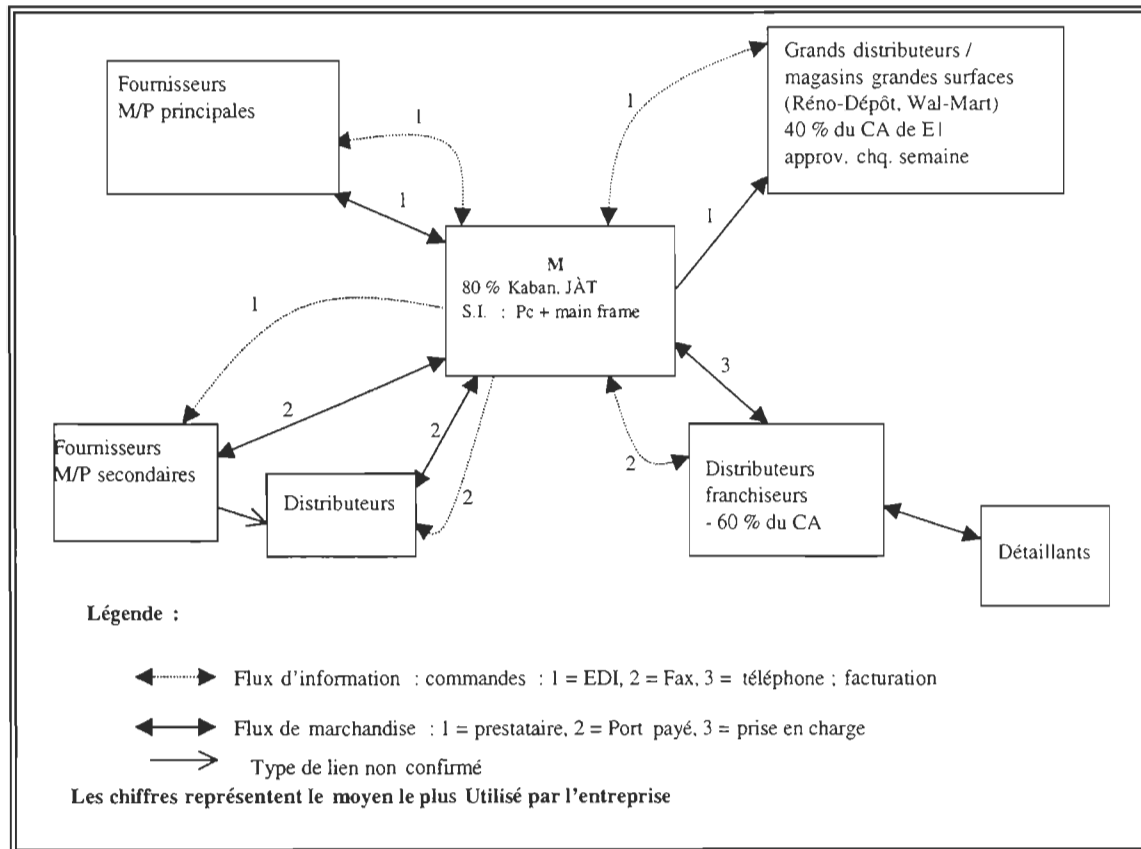 Fournisseurs
M/P principales
1
1
1
Grands distributeurs /
magasins grandes surfaces
(Réno-Dépôt, Wal-Mart)
40 % du CA de E1
approv. chq. semaine
1
M
80 % Kaban, JÀT
S.I. : Pc + main frame
1
2
Fournisseurs
M/P secondaires
2
2
Distributeurs
3
2
Distributeurs
franchiseurs
- 60 % du CA
Détaillants
Légende :
Flux d'information : commandes : 1 = EDI, 2 = Fax, 3 = téléphone ; facturation
Flux de marchandise : 1 = prestataire, 2 = Port payé, 3 = prise en charge
Type de lien non confirmé
Les chiffres représentent le moyen le plus Utilisé par l'entreprise